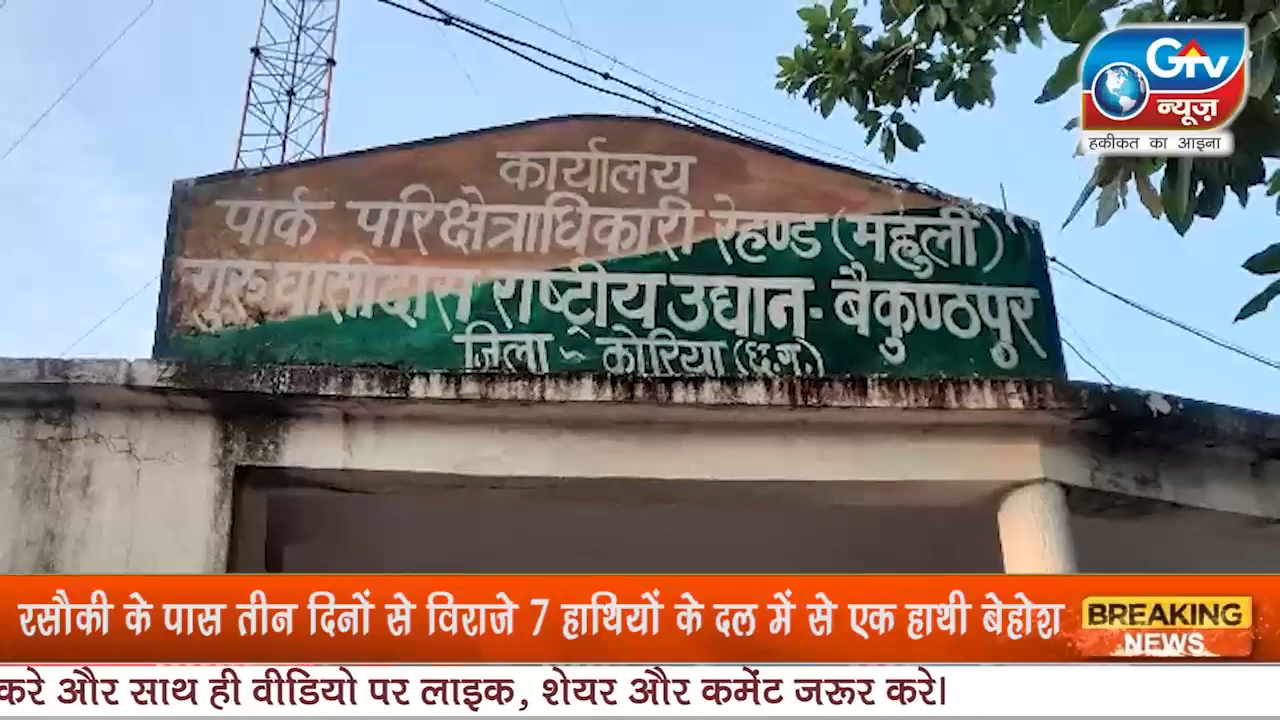 Gtv
न्यूज़
हकीकत का आइना
कार्यालय
पार्क परिक्षेत्राधिकारी रेहण्ड (महुली)
गुरू घासीदास राष्ट्रीय उद्यान - बैकुण्ठपुर
जिला - कोरिया (छ.ग.)
रसौकी के पास तीन दिनों से विराजे 7 हाथियों के दल में से एक हाथी बेहोश
BREAKING
NEWS
करे और साथ ही वीडियो पर लाइक, शेयर और कमेंट जरूर करे।